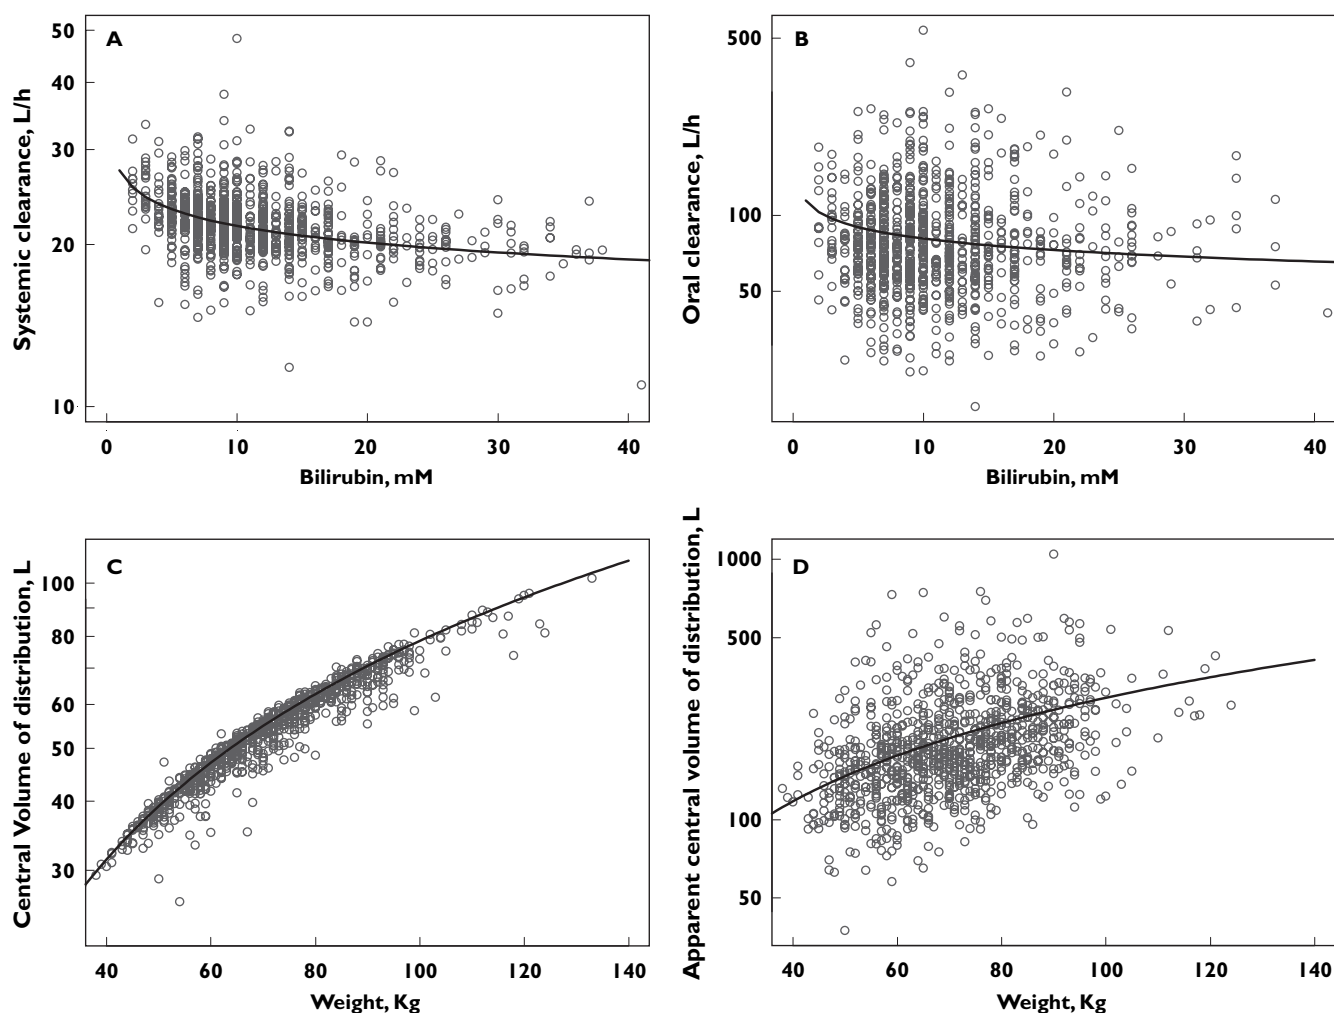 A
Systemic clearance, L/h
50
40
30
20
10
0 10 20 30 40
Bilirubin, mM
B
Oral clearance, L/h
500
100
50
0 10 20 30 40
Bilirubin, mM
C
Central Volume of distribution, L
100
80
60
50
40
30
40 60 80 100 120 140
Weight, Kg
D
Apparent central volume of distribution, L
1000
500
100
50
40 60 80 100 120 140
Weight, Kg